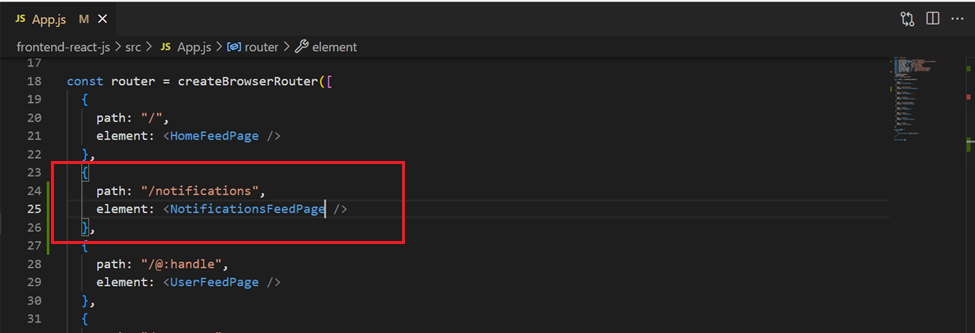 JS App.js M
frontend-react-js > src > JS App.js > router > element
17
18 const router = createBrowserRouter([
19 {
20 path: "/",
21 element: <HomeFeedPage />
22 },
23 {
24 path: "/notifications",
25 element: <NotificationsFeedPage />
26 },
27 {
28 path: "/@:handle",
29 element: <UserFeedPage />
30 },
31 {